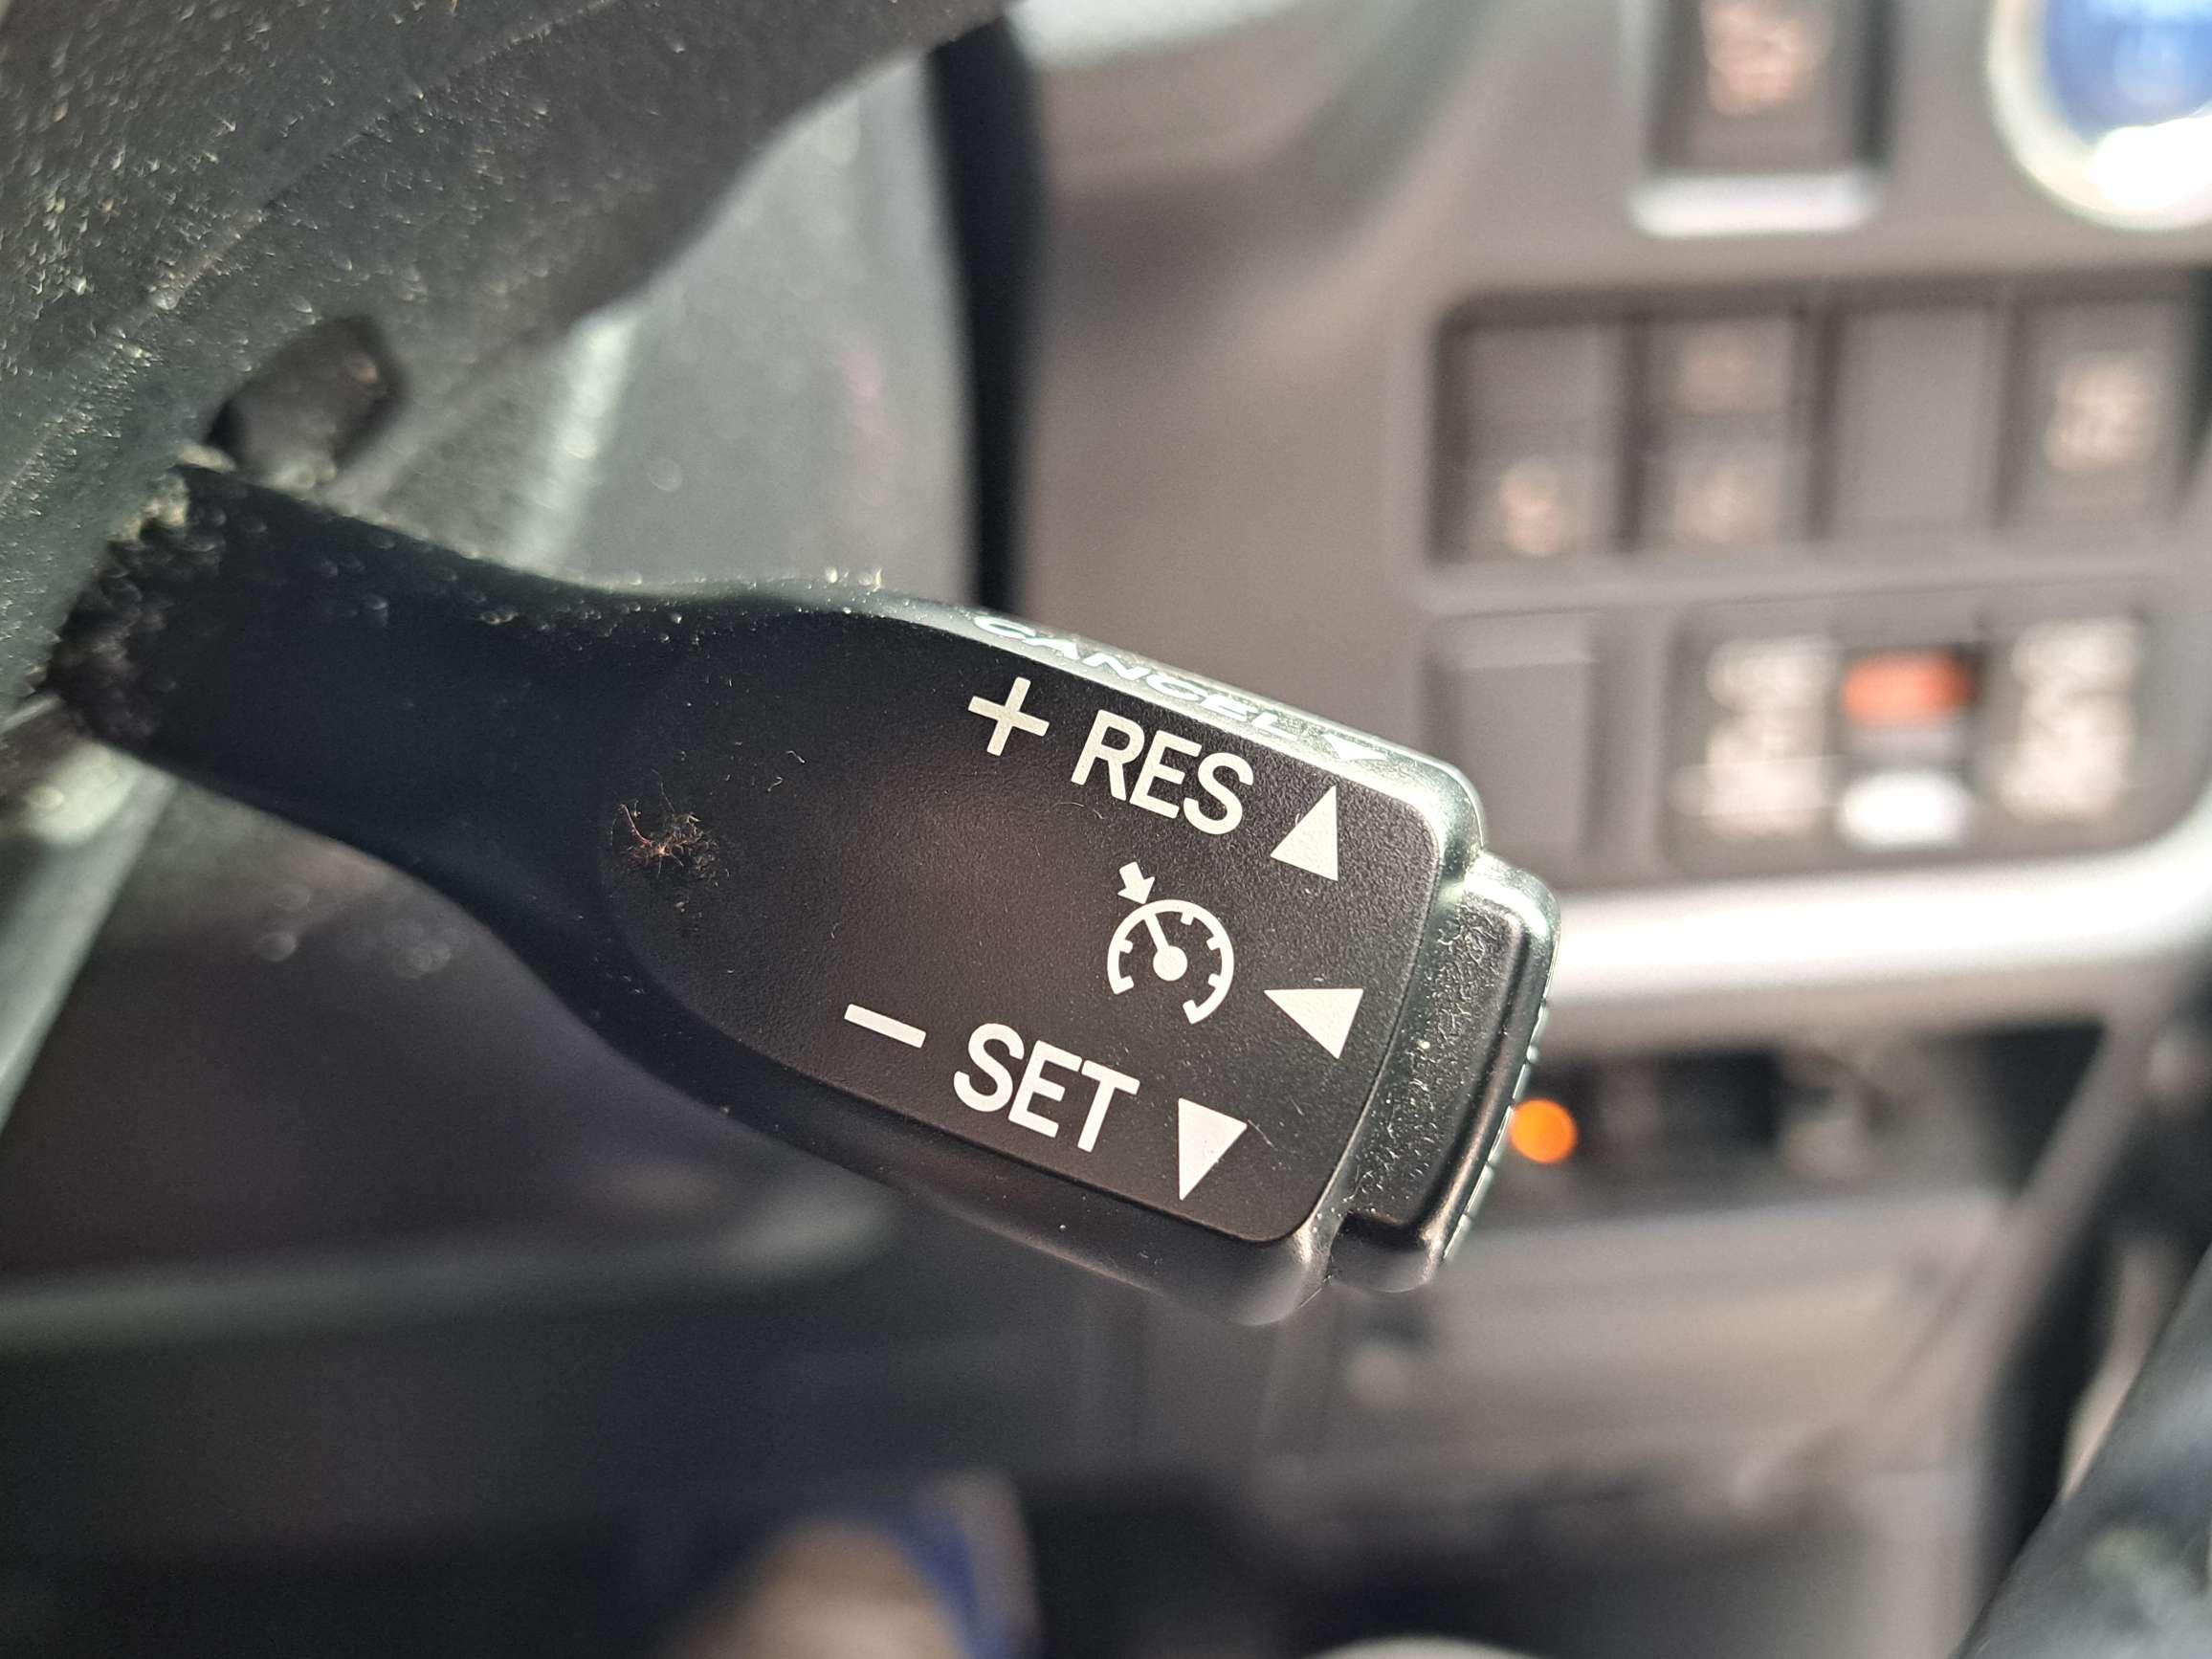 CANCEL ▼
+ RES ▲
◀
− SET ▼